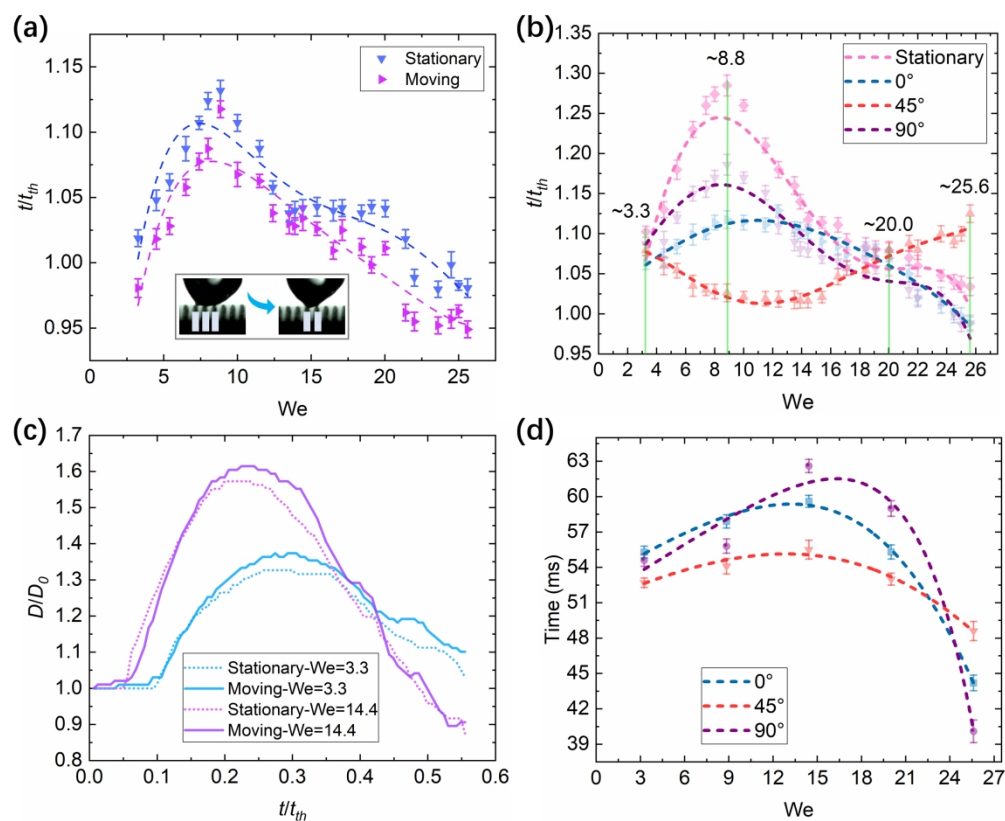 (a)
1.15
1.10
1.05
1.00
0.95
t/t_th
0
5
10
15
20
25
We
Stationary
Moving
(b)
1.35
1.30
1.25
1.20
1.15
1.10
1.05
1.00
0.95
t/t_th
2 4 6 8 10 12 14 16 18 20 22 24 26 28
We
~3.3
~8.8
~20.0
~25.6
Stationary
0°
45°
90°
(c)
1.7
1.6
1.5
1.4
1.3
1.2
1.1
1.0
0.9
0.8
D/D_0
0.0 0.1 0.2 0.3 0.4 0.5 0.6
t/t_th
Stationary-We=3.3
Moving-We=3.3
Stationary-We=14.4
Moving-We=14.4
(d)
63
60
57
54
51
48
45
42
39
Time (ms)
0 3 6 9 12 15 18 21 24 27
We
0°
45°
90°